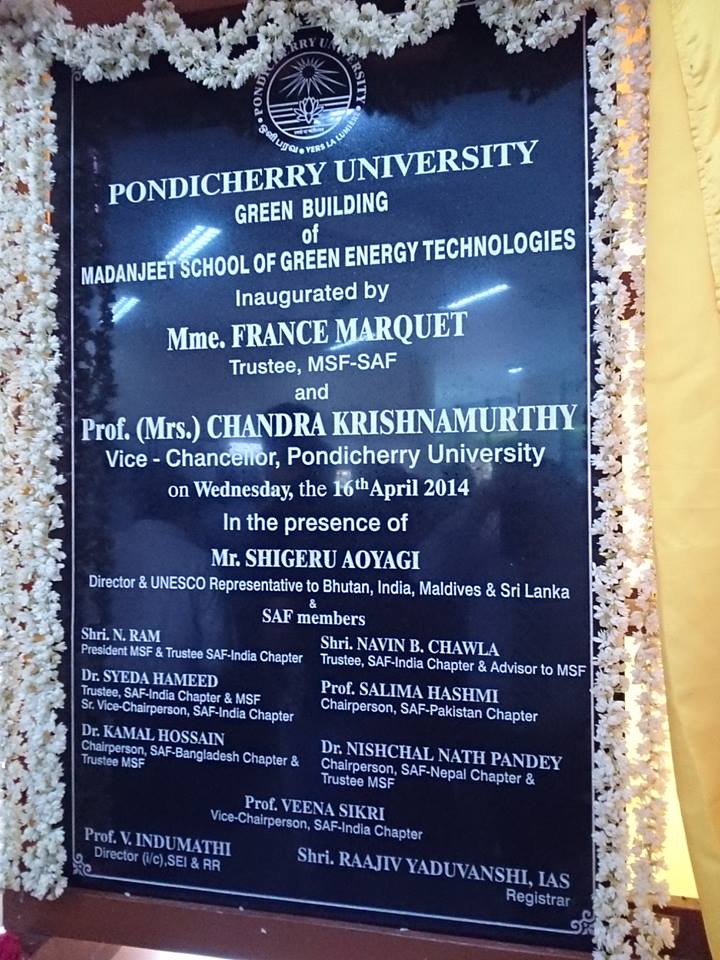 PONDICHERRY UNIVERSITY
VERS LA LUMIERE
PONDICHERRY UNIVERSITY
GREEN BUILDING
of
MADANJEET SCHOOL OF GREEN ENERGY TECHNOLOGIES
Inaugurated by
Mme. FRANCE MARQUET
Trustee, MSF-SAF
and
Prof. (Mrs.) CHANDRA KRISHNAMURTHY
Vice - Chancellor, Pondicherry University
on Wednesday, the 16th April 2014
In the presence of
Mr. SHIGERU AOYAGI
Director & UNESCO Representative to Bhutan, India, Maldives & Sri Lanka
&
SAF members
Shri. N. RAM
President MSF & Trustee SAF-India Chapter
Shri. NAVIN B. CHAWLA
Trustee, SAF-India Chapter & Advisor to MSF
Dr. SYEDA HAMEED
Trustee, SAF-India Chapter & MSF
Sr. Vice-Chairperson, SAF-India Chapter
Prof. SALIMA HASHMI
Chairperson, SAF-Pakistan Chapter
Dr. KAMAL HOSSAIN
Chairperson, SAF-Bangladesh Chapter &
Trustee MSF
Dr. NISHCHAL NATH PANDEY
Chairperson, SAF-Nepal Chapter &
Trustee MSF
Prof. VEENA SIKRI
Vice-Chairperson, SAF-India Chapter
Prof. V. INDUMATHI
Director (i/c),SEI & RR
Shri. RAAJIV YADUVANSHI, IAS
Registrar